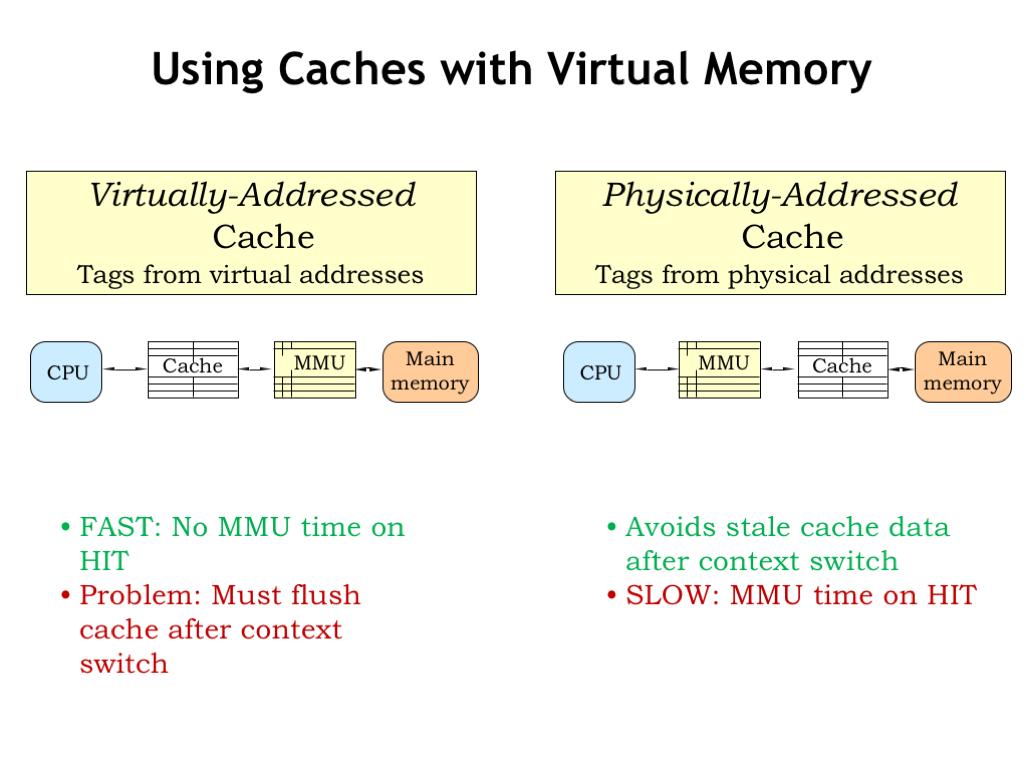 Using Caches with Virtual Memory
Virtually-Addressed
Cache
Tags from virtual addresses
Physically-Addressed
Cache
Tags from physical addresses
CPU
Cache
MMU
Main
memory
CPU
MMU
Cache
Main
memory
• FAST: No MMU time on
HIT
• Problem: Must flush
cache after context
switch
• Avoids stale cache data
after context switch
• SLOW: MMU time on HIT